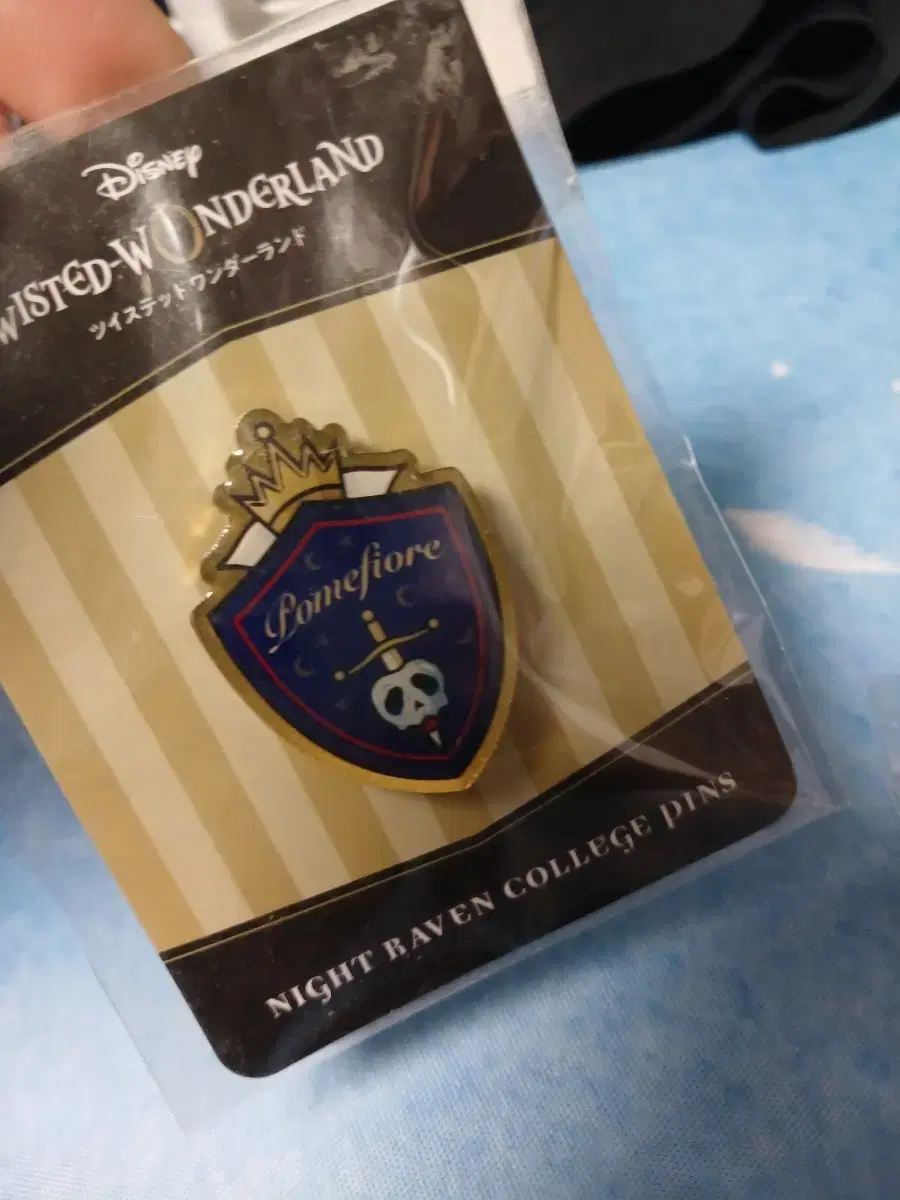 Disney
TWISTED-WONDERLAND
ツイステッドワンダーランド
Pomefiore
NIGHT RAVEN COLLEGE PINS